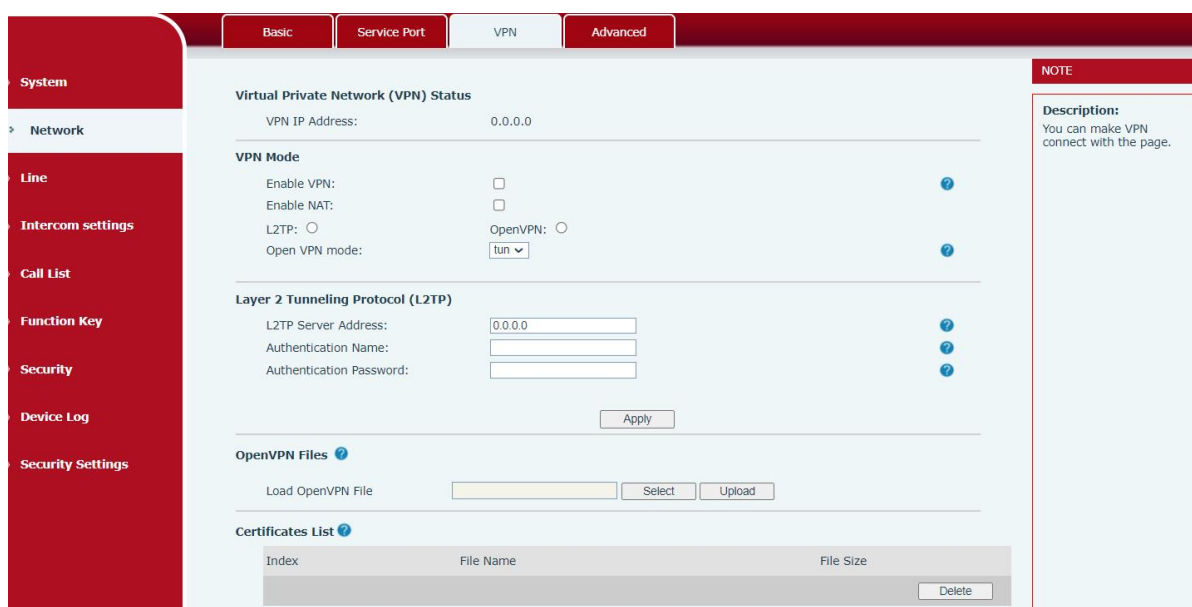 Basic
Service Port
VPN
Advanced
System
Network
Line
Intercom settings
Call List
Function Key
Security
Device Log
Security Settings
Virtual Private Network (VPN) Status
VPN IP Address: 0.0.0.0
VPN Mode
Enable VPN:
Enable NAT:
L2TP: OpenVPN:
Open VPN mode: tun
Layer 2 Tunneling Protocol (L2TP)
L2TP Server Address: 0.0.0.0
Authentication Name:
Authentication Password:
Apply
OpenVPN Files ?
Load OpenVPN File Select Upload
Certificates List ?
Index File Name File Size
Delete
NOTE
Description:
You can make VPN
connect with the page.